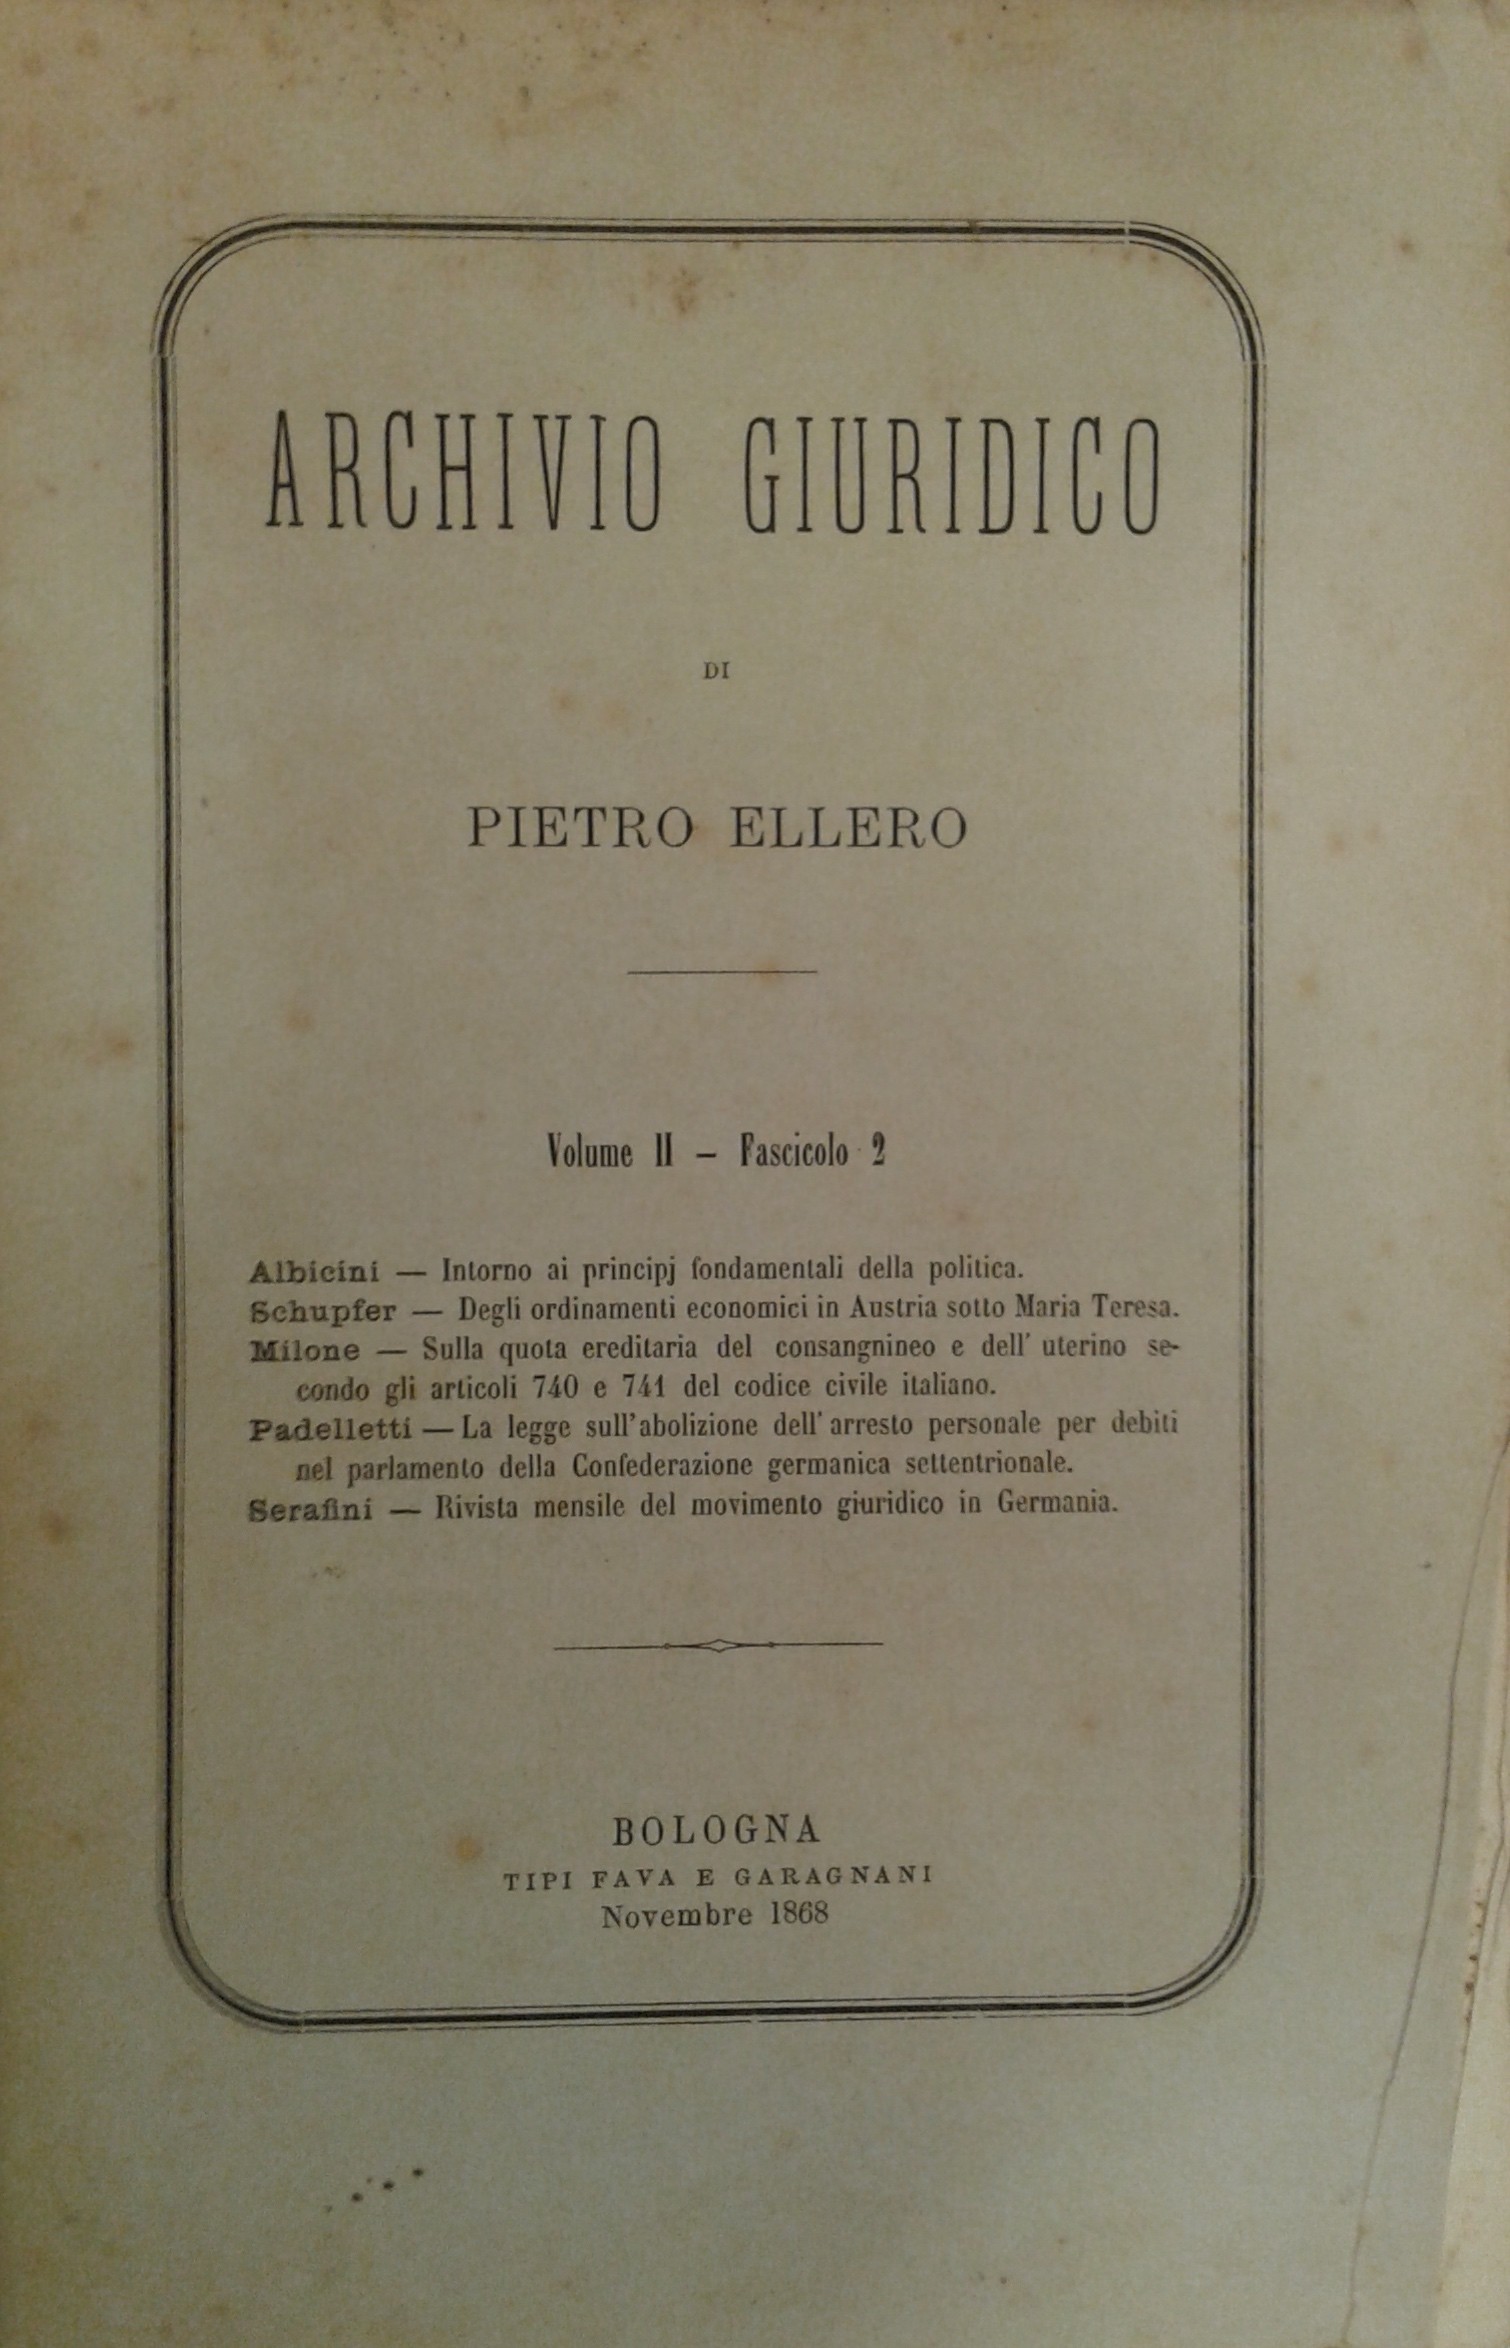 ARCHIVIO GIURIDICO
DI
PIETRO ELLERO
Volume II – Fascicolo 2
Albicini — Intorno ai principj fondamentali della politica.
Schupfer — Degli ordinamenti economici in Austria sotto Maria Teresa.
Milone — Sulla quota ereditaria del consangnineo e dell' uterino se-
condo gli articoli 740 e 741 del codice civile italiano.
Padelletti — La legge sull'abolizione dell' arresto personale per debiti
nel parlamento della Confederazione germanica settentrionale.
Serafini — Rivista mensile del movimento giuridico in Germania.
BOLOGNA
TIPI FAVA E GARAGNANI
Novembre 1868